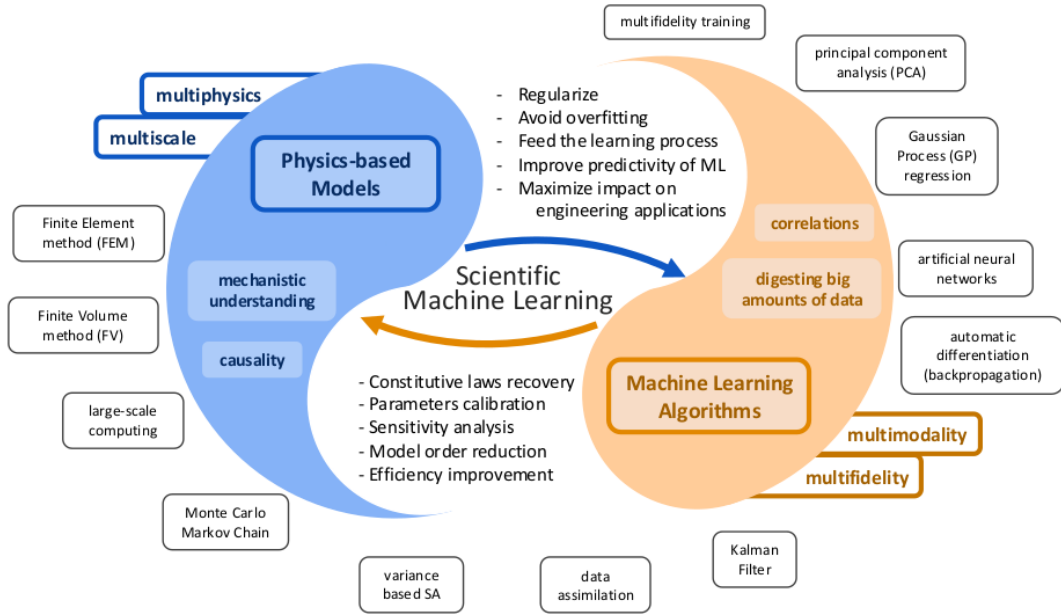 multifidelity training
principal component
analysis (PCA)
multiphysics
multiscale
Physics-based
Models
- Regularize
- Avoid overfitting
- Feed the learning process
- Improve predictivity of ML
- Maximize impact on
engineering applications
Gaussian
Process (GP)
regression
Finite Element
method (FEM)
correlations
mechanistic
understanding
Scientific
Machine Learning
digesting big
amounts of data
artificial neural
networks
Finite Volume
method (FV)
causality
automatic
differentiation
(backpropagation)
- Constitutive laws recovery
- Parameters calibration
- Sensitivity analysis
- Model order reduction
- Efficiency improvement
Machine Learning
Algorithms
large-scale
computing
multimodality
multifidelity
Monte Carlo
Markov Chain
variance
based SA
data
assimilation
Kalman
Filter